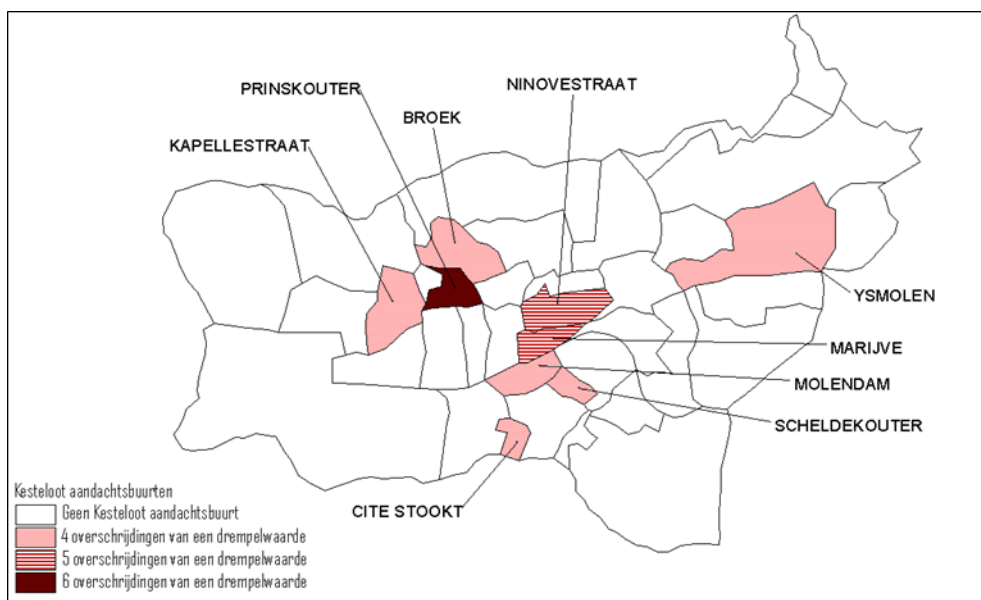 NINOVESTRAAT
PRINSKOUTER
BROEK
KAPELLESTRAAT
YSMOLEN
MARIJVE
MOLENDAM
SCHELDEKOUTER
CITE STOOKT
Kesteloot aandachtsbuurten
Geen Kesteloot aandachtsbuurt
4 overschrijdingen van een drempelwaarde
5 overschrijdingen van een drempelwaarde
6 overschrijdingen van een drempelwaarde